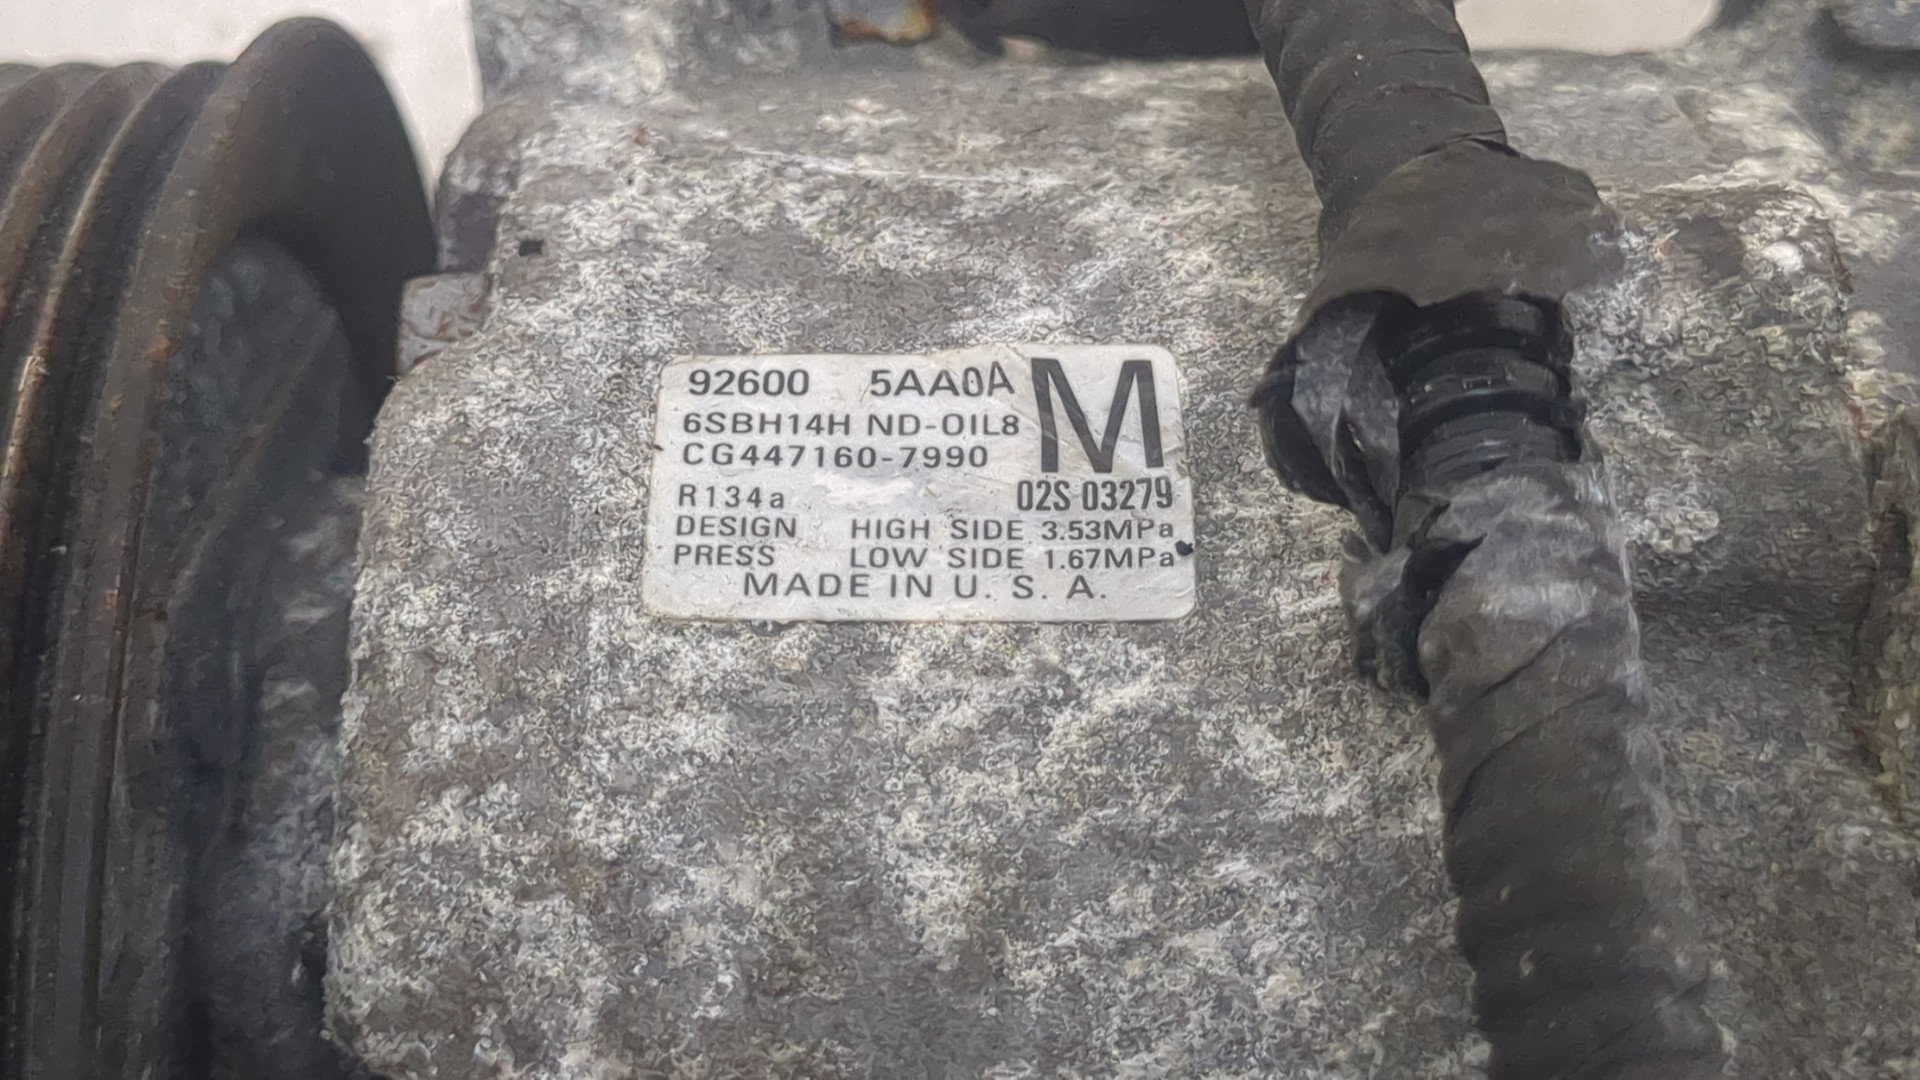 92600 5AA0A M
6SBH14H ND-OIL8
CG447160-7990
R134a 02S 03279
DESIGN HIGH SIDE 3.53MPa
PRESS LOW SIDE 1.67MPa
MADE IN U. S. A.